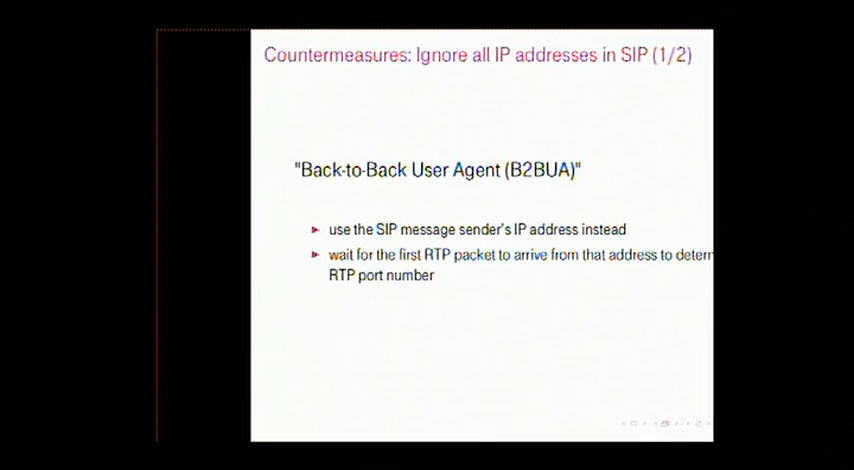 Countermeasures: Ignore all IP addresses in SIP (1/2)
"Back-to-Back User Agent (B2BUA)"
use the SIP message sender's IP address instead
wait for the first RTP packet to arrive from that address to
RTP port number